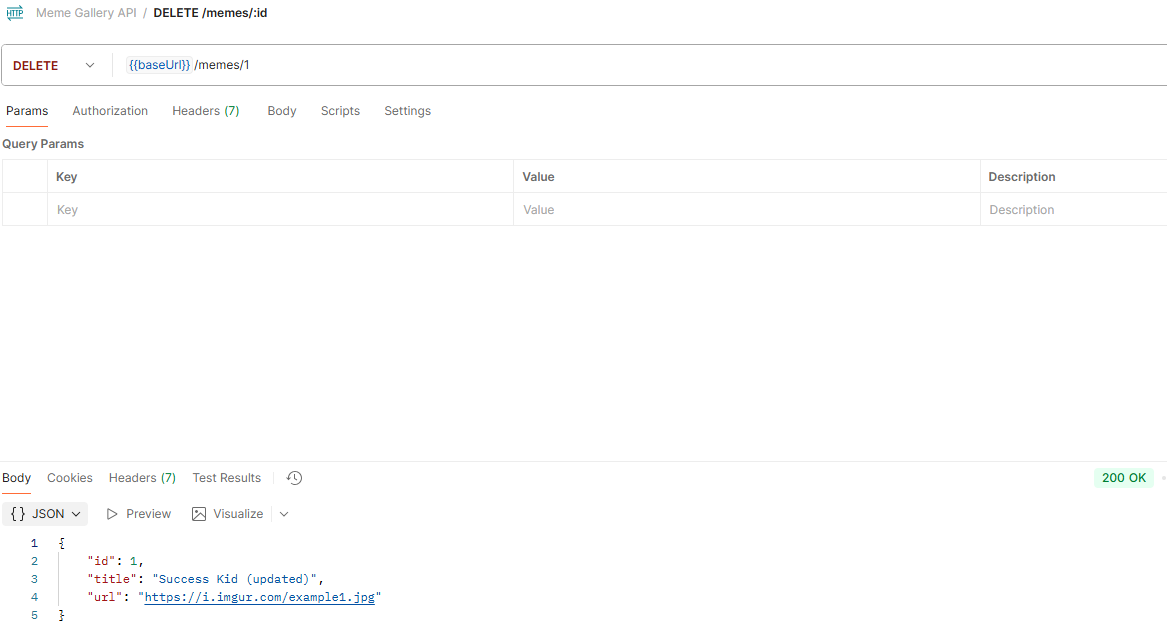 HTTP Meme Gallery API / DELETE /memes/:id
DELETE {{baseUrl}} /memes/1
Params Authorization Headers (7) Body Scripts Settings
Query Params
Key Value Description
Key Value Description
Body Cookies Headers (7) Test Results 200 OK
{} JSON Preview Visualize
1 {
2 "id": 1,
3 "title": "Success Kid (updated)",
4 "url": "https://i.imgur.com/example1.jpg"
5 }